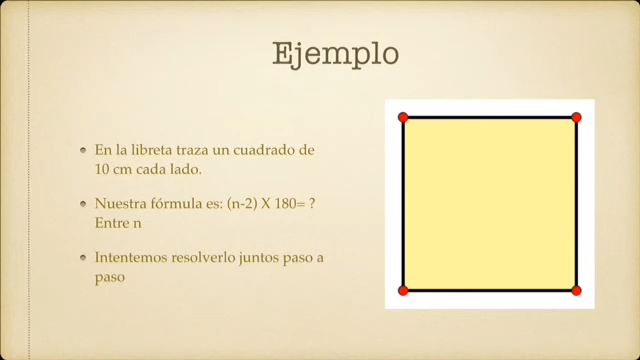 Ejemplo
En la libreta traza un cuadrado de
10 cm cada lado.
Nuestra fórmula es: (n-2) X 180= ?
Entre n
Intentemos resolverlo juntos paso a
paso